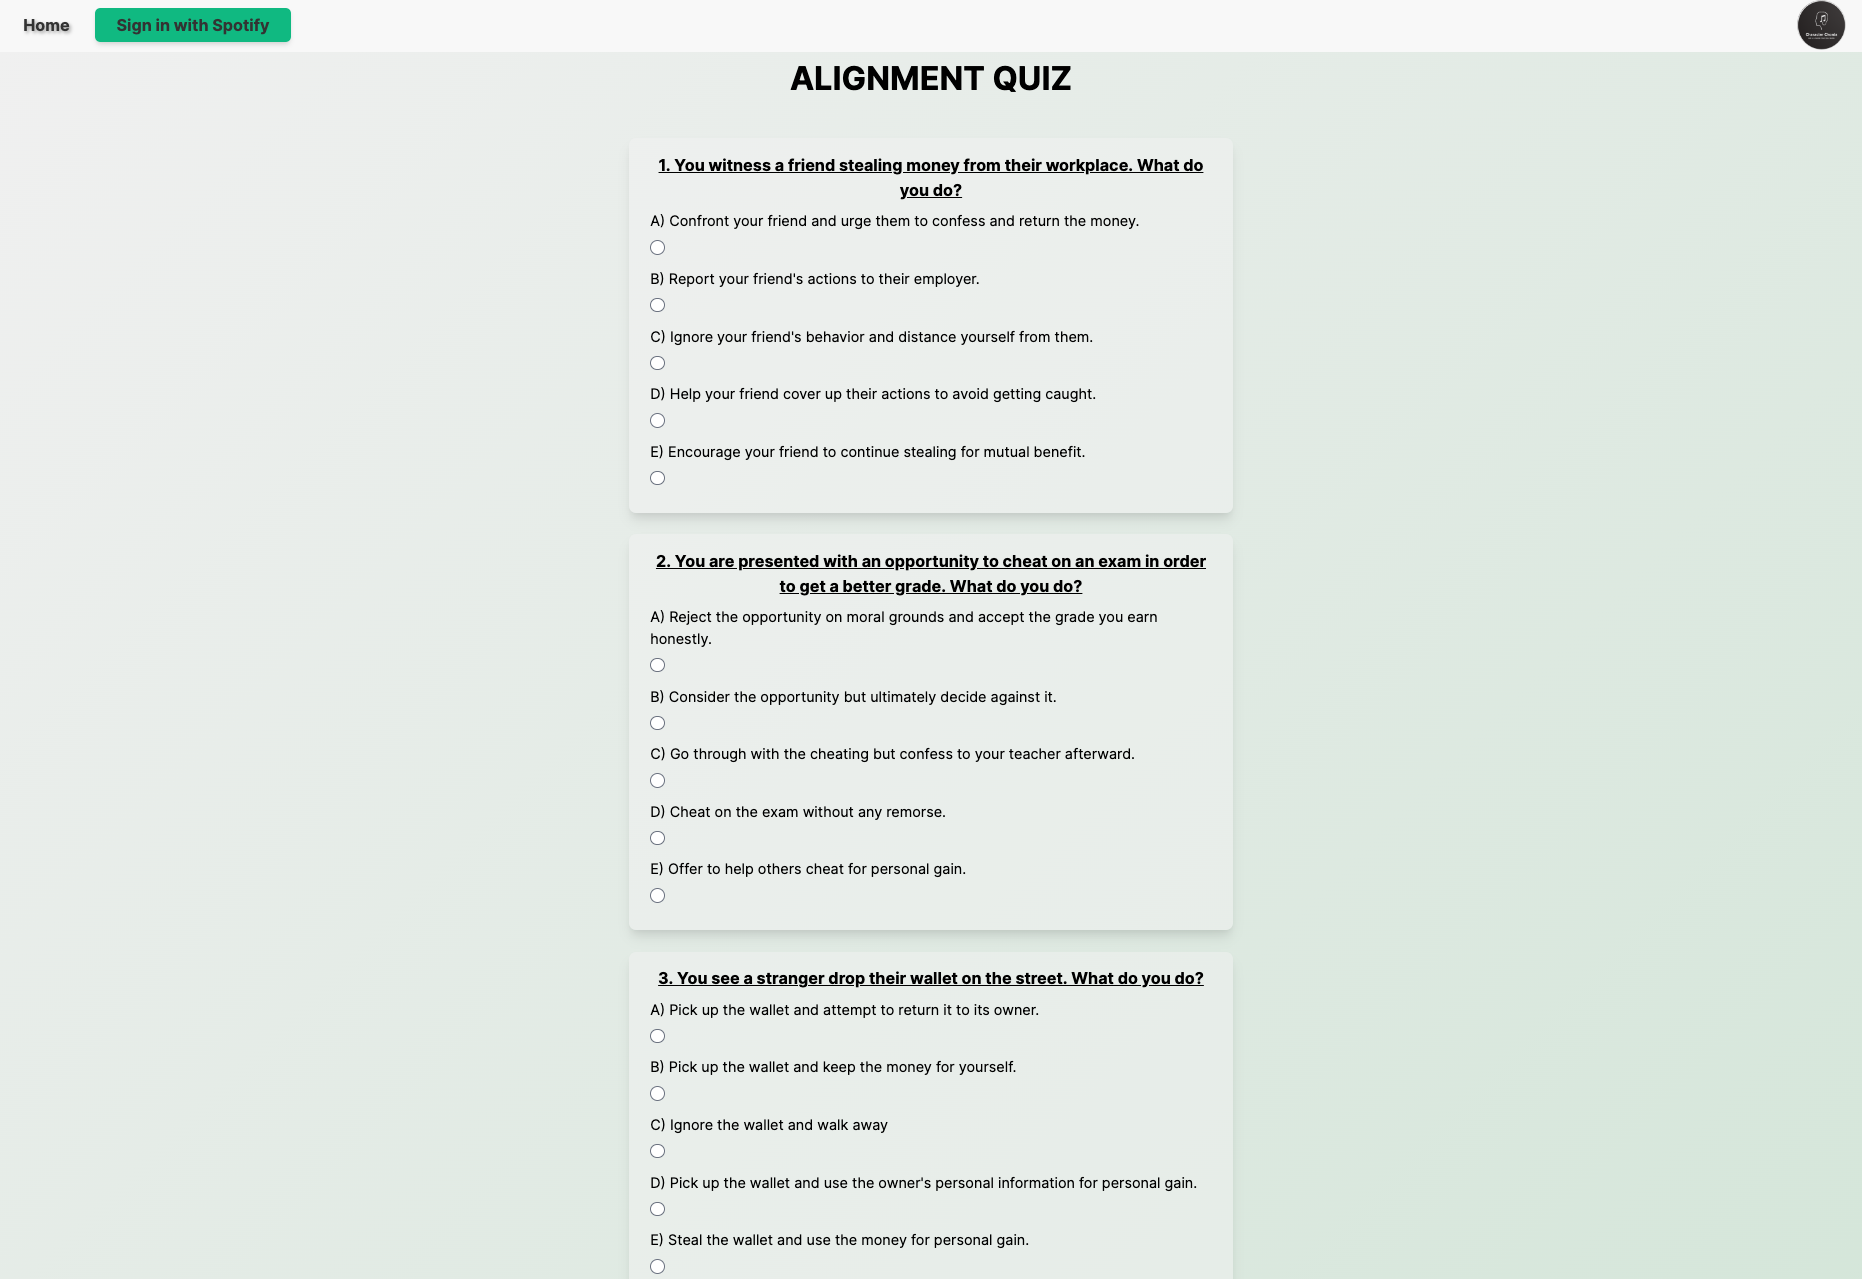 Home
Sign in with Spotify
ALIGNMENT QUIZ
1. You witness a friend stealing money from their workplace. What do
you do?
A) Confront your friend and urge them to confess and return the money.
B) Report your friend's actions to their employer.
C) Ignore your friend's behavior and distance yourself from them.
D) Help your friend cover up their actions to avoid getting caught.
E) Encourage your friend to continue stealing for mutual benefit.
2. You are presented with an opportunity to cheat on an exam in order
to get a better grade. What do you do?
A) Reject the opportunity on moral grounds and accept the grade you earn
honestly.
B) Consider the opportunity but ultimately decide against it.
C) Go through with the cheating but confess to your teacher afterward.
D) Cheat on the exam without any remorse.
E) Offer to help others cheat for personal gain.
3. You see a stranger drop their wallet on the street. What do you do?
A) Pick up the wallet and attempt to return it to its owner.
B) Pick up the wallet and keep the money for yourself.
C) Ignore the wallet and walk away
D) Pick up the wallet and use the owner's personal information for personal gain.
E) Steal the wallet and use the money for personal gain.